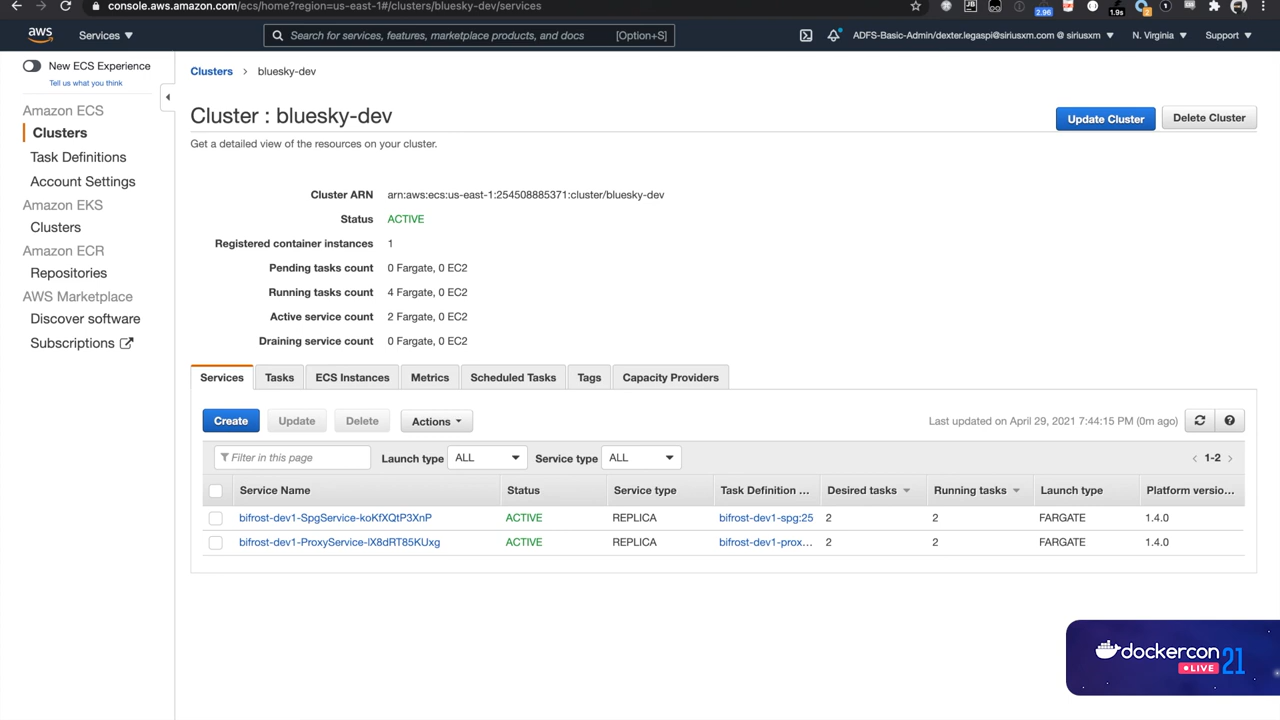 console.aws.amazon.com/ecs/home?region=us-east-1#/clusters/bluesky-dev/services
2.96
1.9s
aws
Services
Search for services, features, marketplace products, and docs [Option+S]
ADFS-Basic-Admin/dexter.legaspi@siriusxm.com @ siriusxm
N. Virginia
Support
New ECS Experience
Tell us what you think
Amazon ECS
Clusters
Task Definitions
Account Settings
Amazon EKS
Clusters
Amazon ECR
Repositories
AWS Marketplace
Discover software
Subscriptions
Clusters > bluesky-dev
Cluster : bluesky-dev
Update Cluster
Delete Cluster
Get a detailed view of the resources on your cluster.
Cluster ARN arn:aws:ecs:us-east-1:254508885371:cluster/bluesky-dev
Status ACTIVE
Registered container instances 1
Pending tasks count 0 Fargate, 0 EC2
Running tasks count 4 Fargate, 0 EC2
Active service count 2 Fargate, 0 EC2
Draining service count 0 Fargate, 0 EC2
Services Tasks ECS Instances Metrics Scheduled Tasks Tags Capacity Providers
Create Update Delete Actions
Last updated on April 29, 2021 7:44:15 PM (0m ago)
Filter in this page Launch type ALL Service type ALL < 1-2 >
Service Name Status Service type Task Definition ... Desired tasks Running tasks Launch type Platform versio...
bifrost-dev1-SpgService-koKfXQtP3XnP ACTIVE REPLICA bifrost-dev1-spg:25 2 2 FARGATE 1.4.0
bifrost-dev1-ProxyService-lX8dRT85KUxg ACTIVE REPLICA bifrost-dev1-prox... 2 2 FARGATE 1.4.0
dockercon
LIVE
21